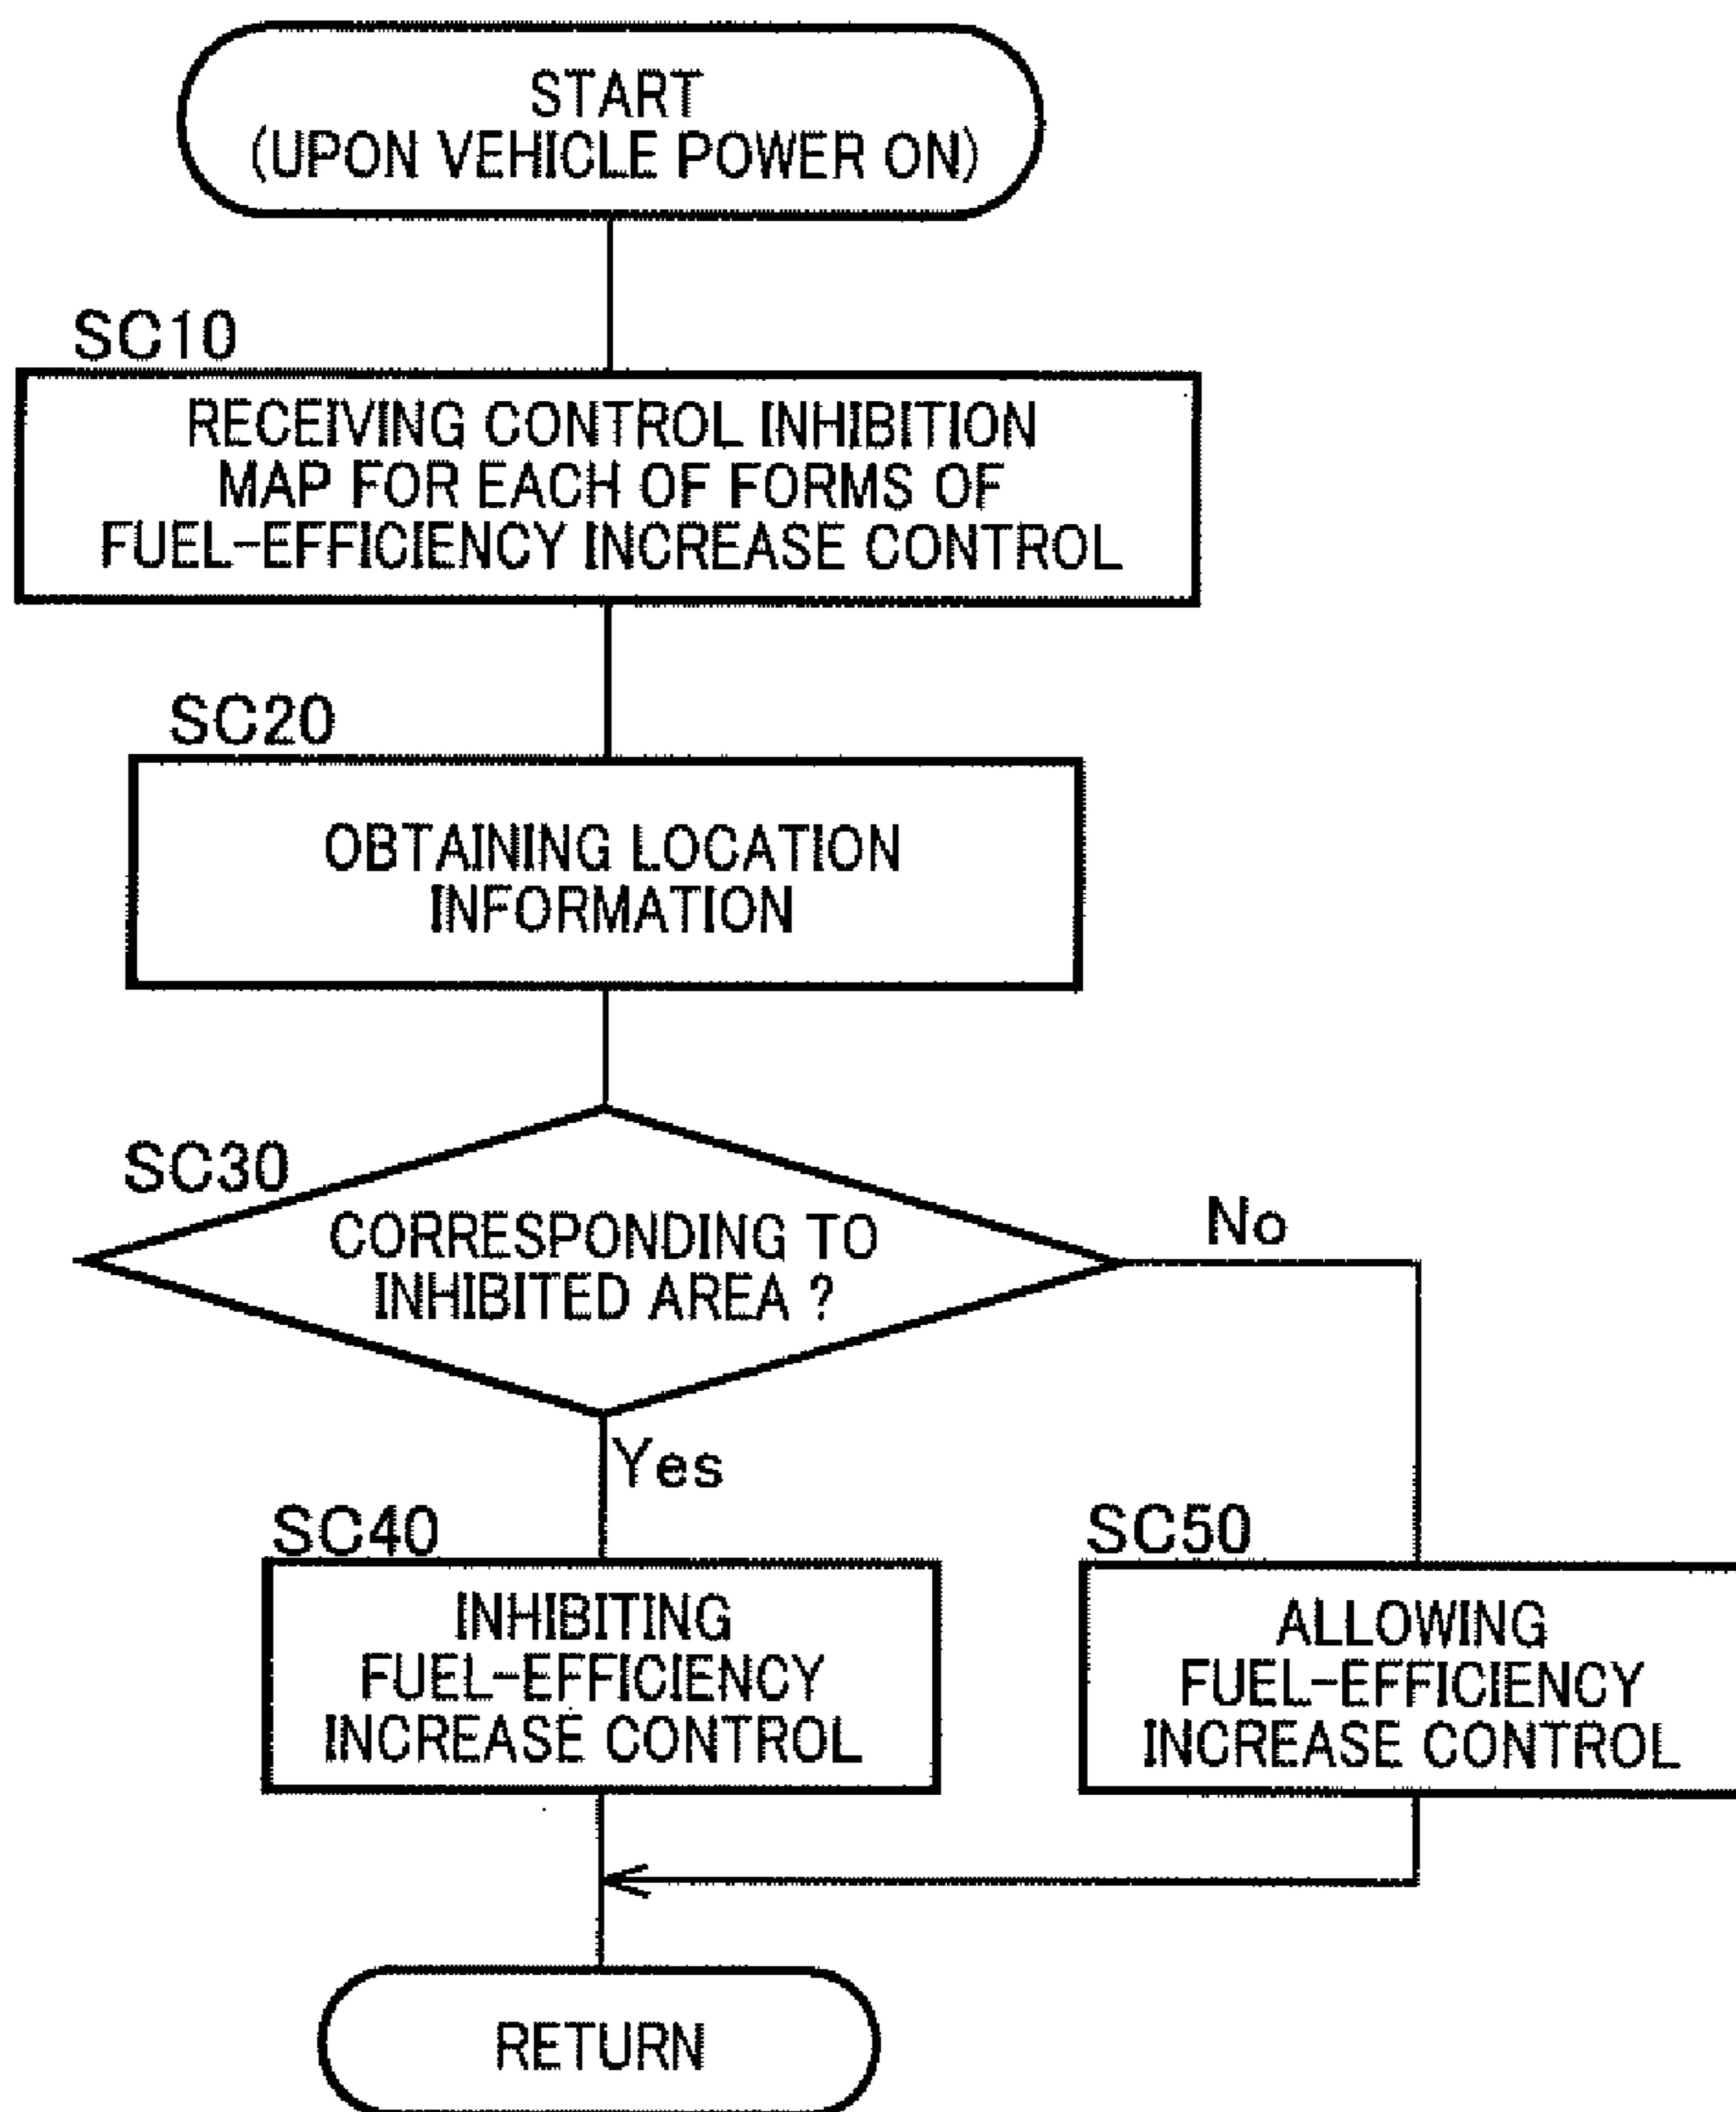 START
(UPON VEHICLE POWER ON)
SC10
RECEIVING CONTROL INHIBITION
MAP FOR EACH OF FORMS OF
FUEL-EFFICIENCY INCREASE CONTROL
SC20
OBTAINING LOCATION
INFORMATION
SC30
CORRESPONDING TO
INHIBITED AREA ?
No
Yes
SC40
INHIBITING
FUEL-EFFICIENCY
INCREASE CONTROL
SC50
ALLOWING
FUEL-EFFICIENCY
INCREASE CONTROL
RETURN